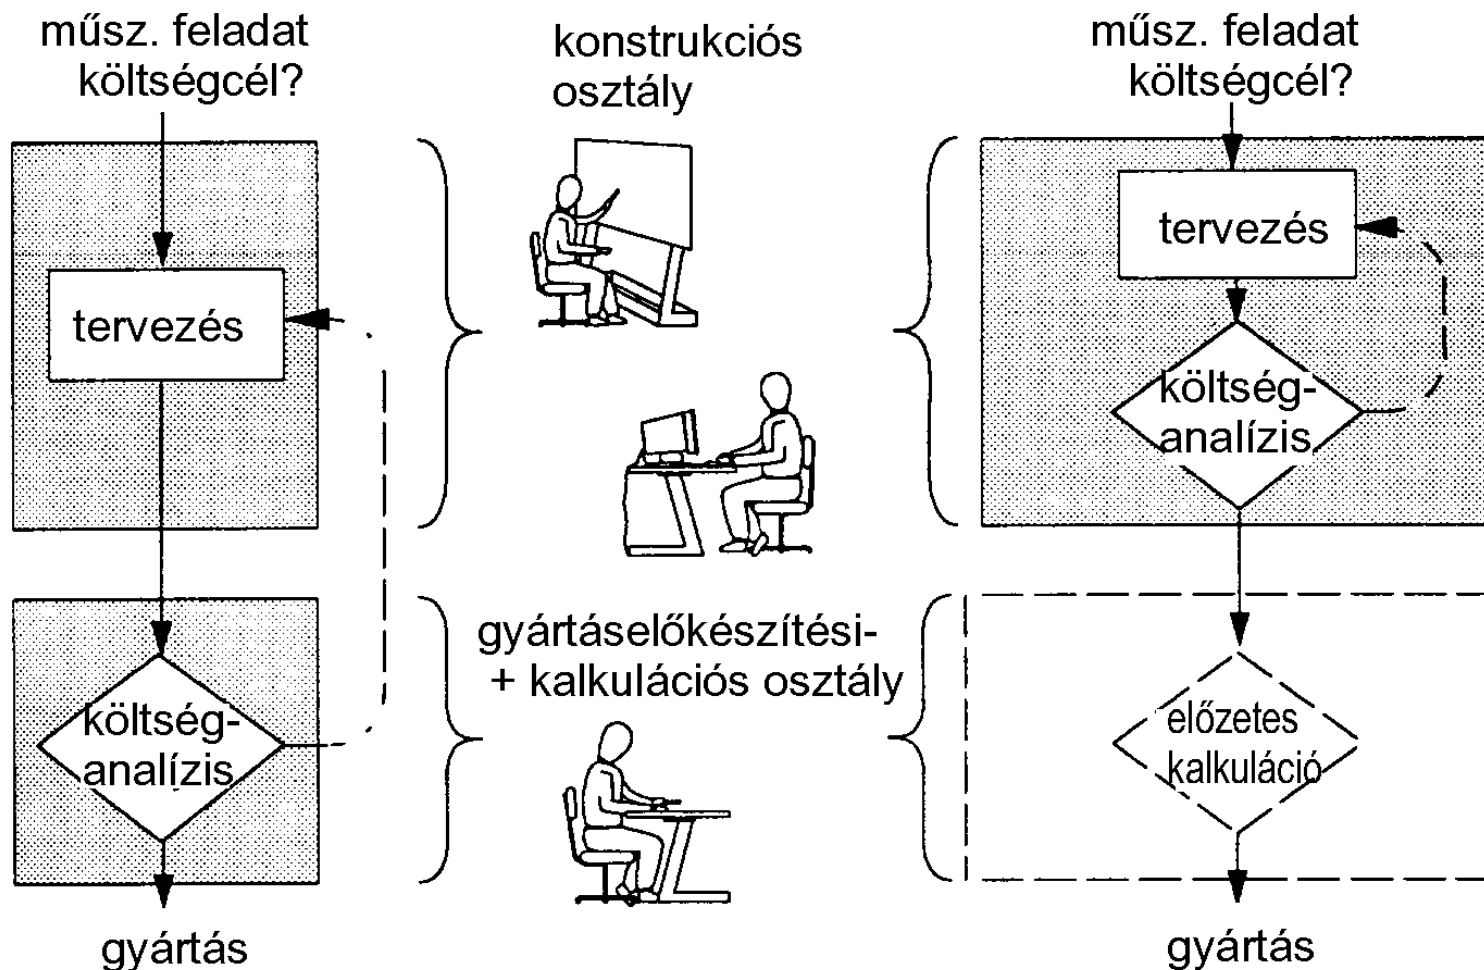 műsz. feladat
költségcél?
tervezés
költség-
analízis
gyártás
konstrukciós
osztály
gyártáselőkészítési-
+ kalkulációs osztály
műsz. feladat
költségcél?
tervezés
költség-
analízis
előzetes
kalkuláció
gyártás